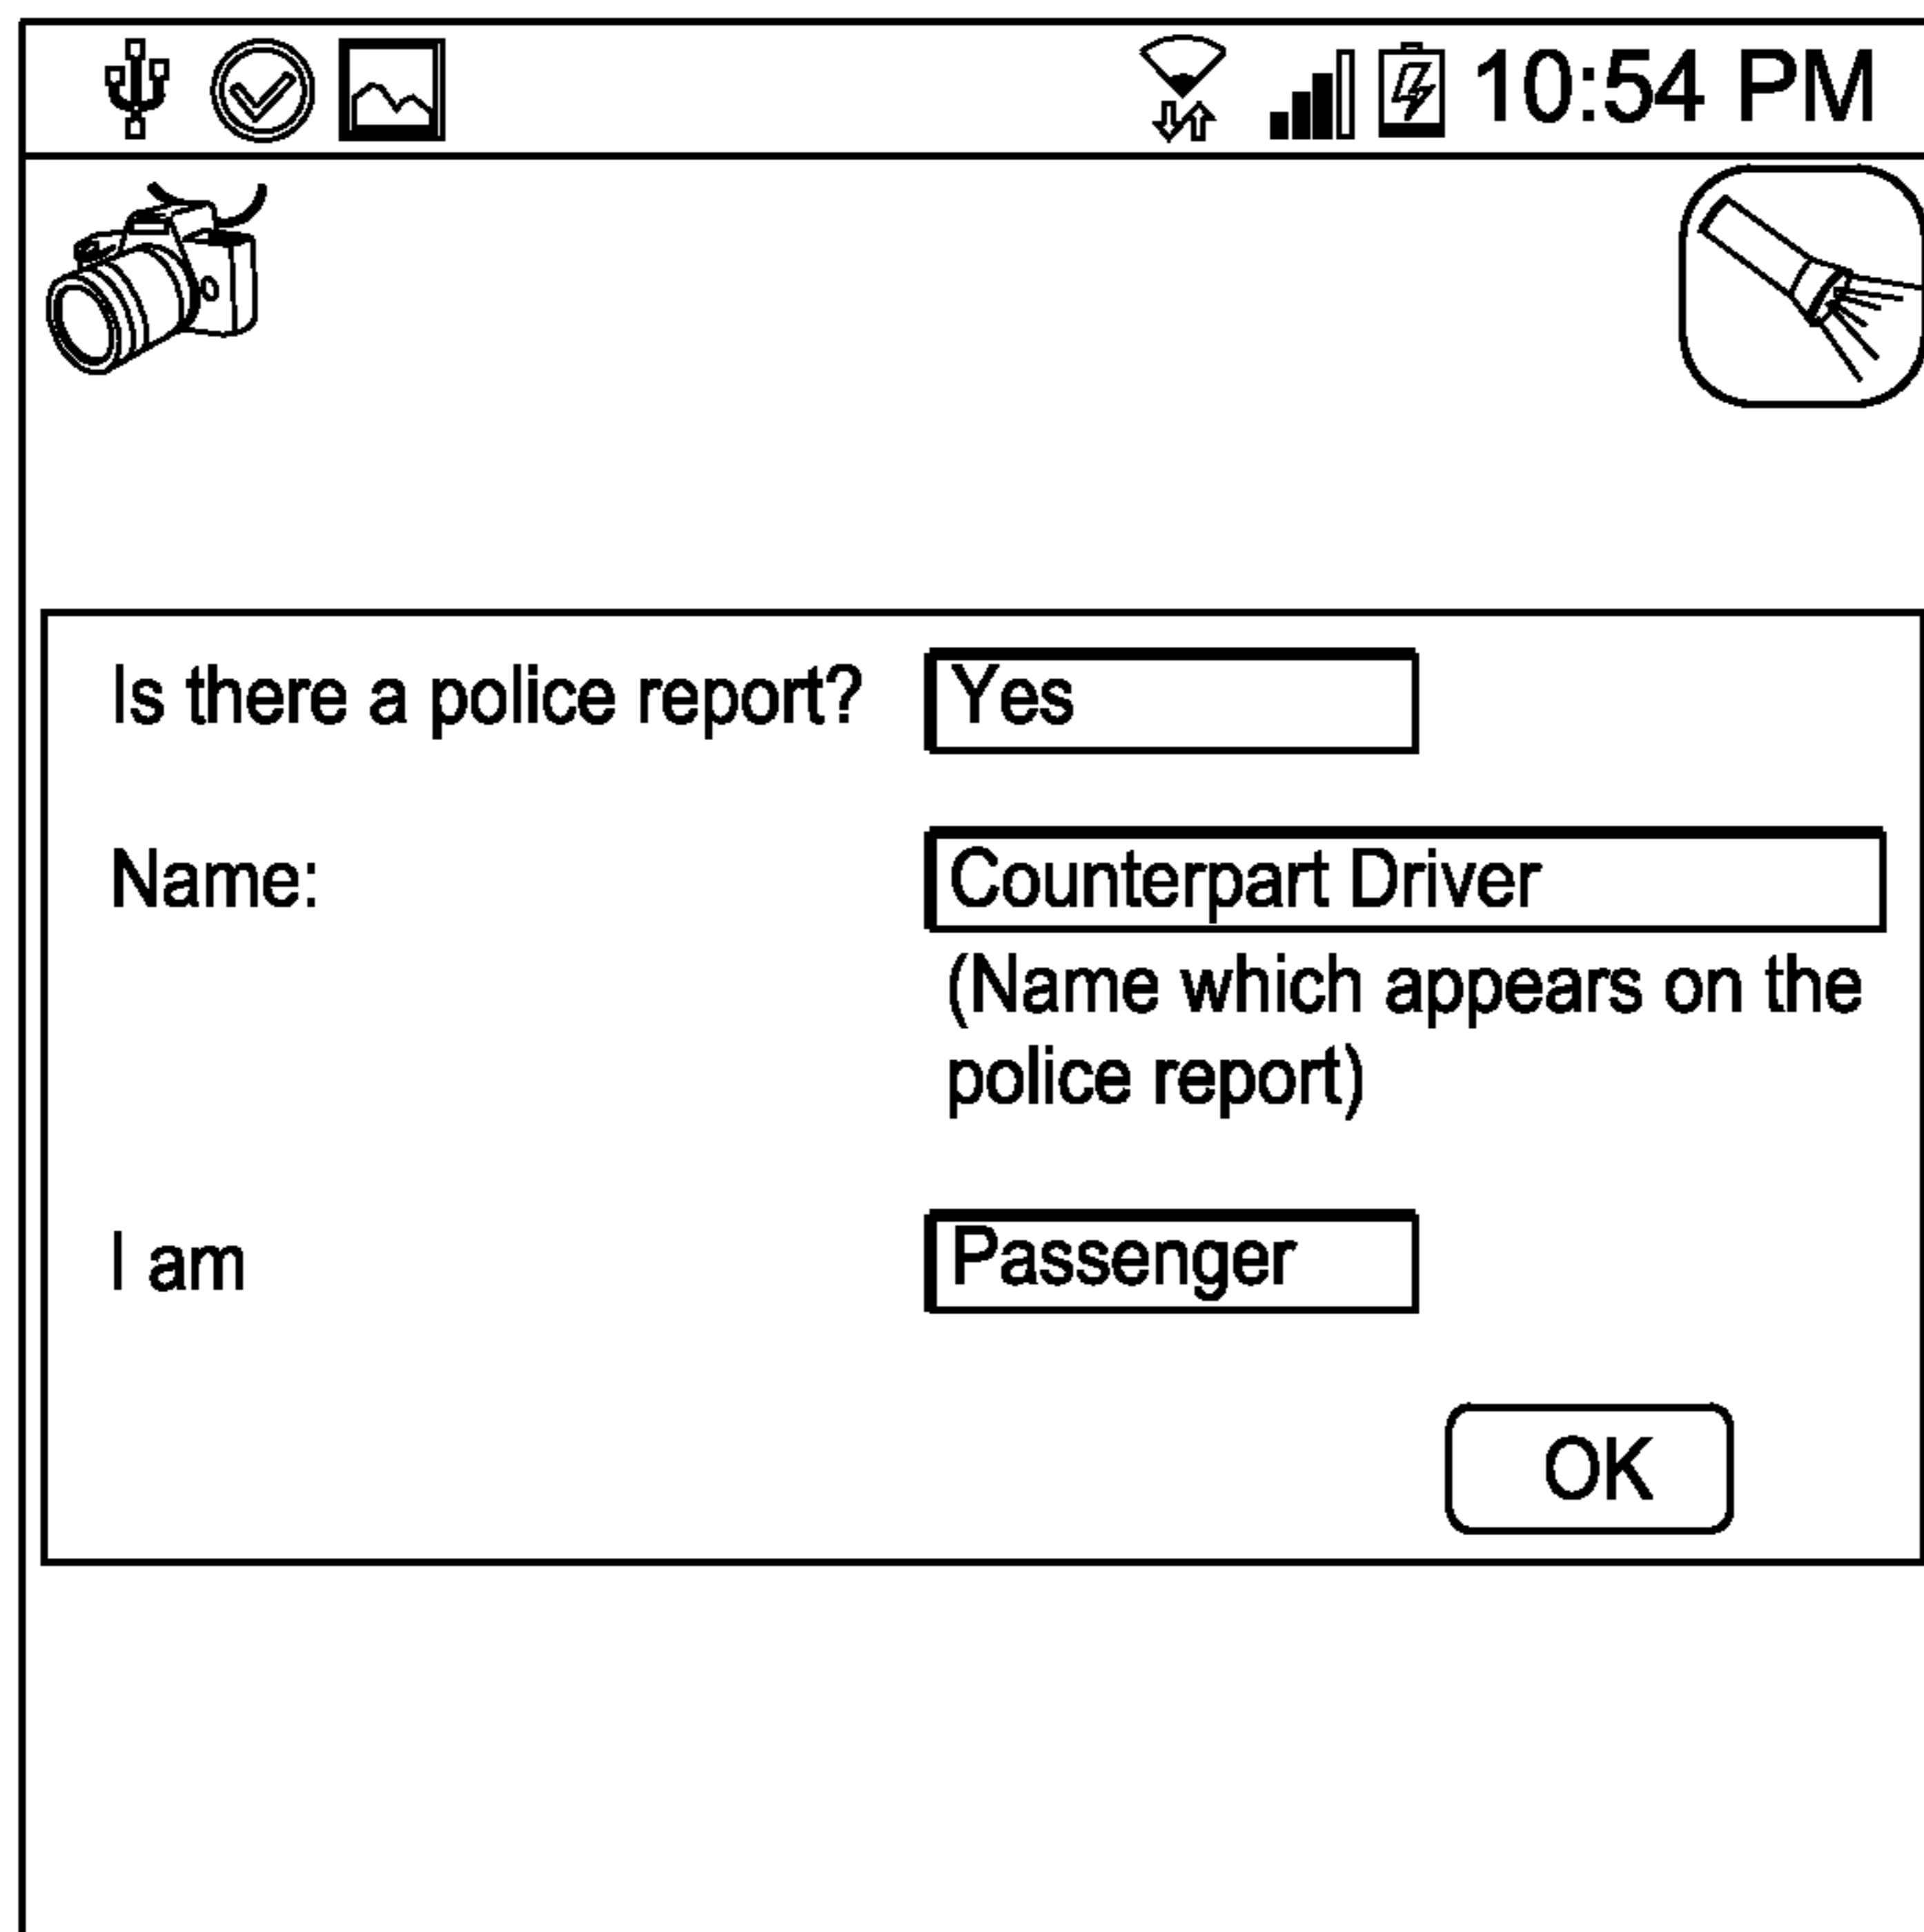 10:54 PM
Is there a police report? Yes
Name: Counterpart Driver
(Name which appears on the
police report)
I am Passenger
OK